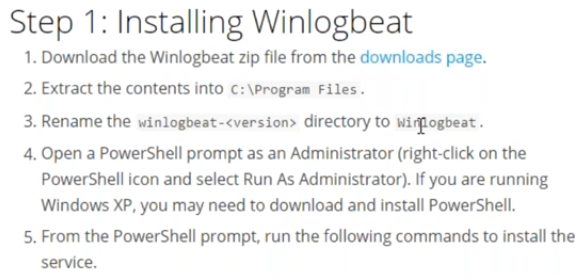 Step 1: Installing Winlogbeat
1. Download the Winlogbeat zip file from the downloads page.
2. Extract the contents into C:\Program Files.
3. Rename the winlogbeat-<version> directory to Winlogbeat.
4. Open a PowerShell prompt as an Administrator (right-click on the
PowerShell icon and select Run As Administrator). If you are running
Windows XP, you may need to download and install PowerShell.
5. From the PowerShell prompt, run the following commands to install the
service.